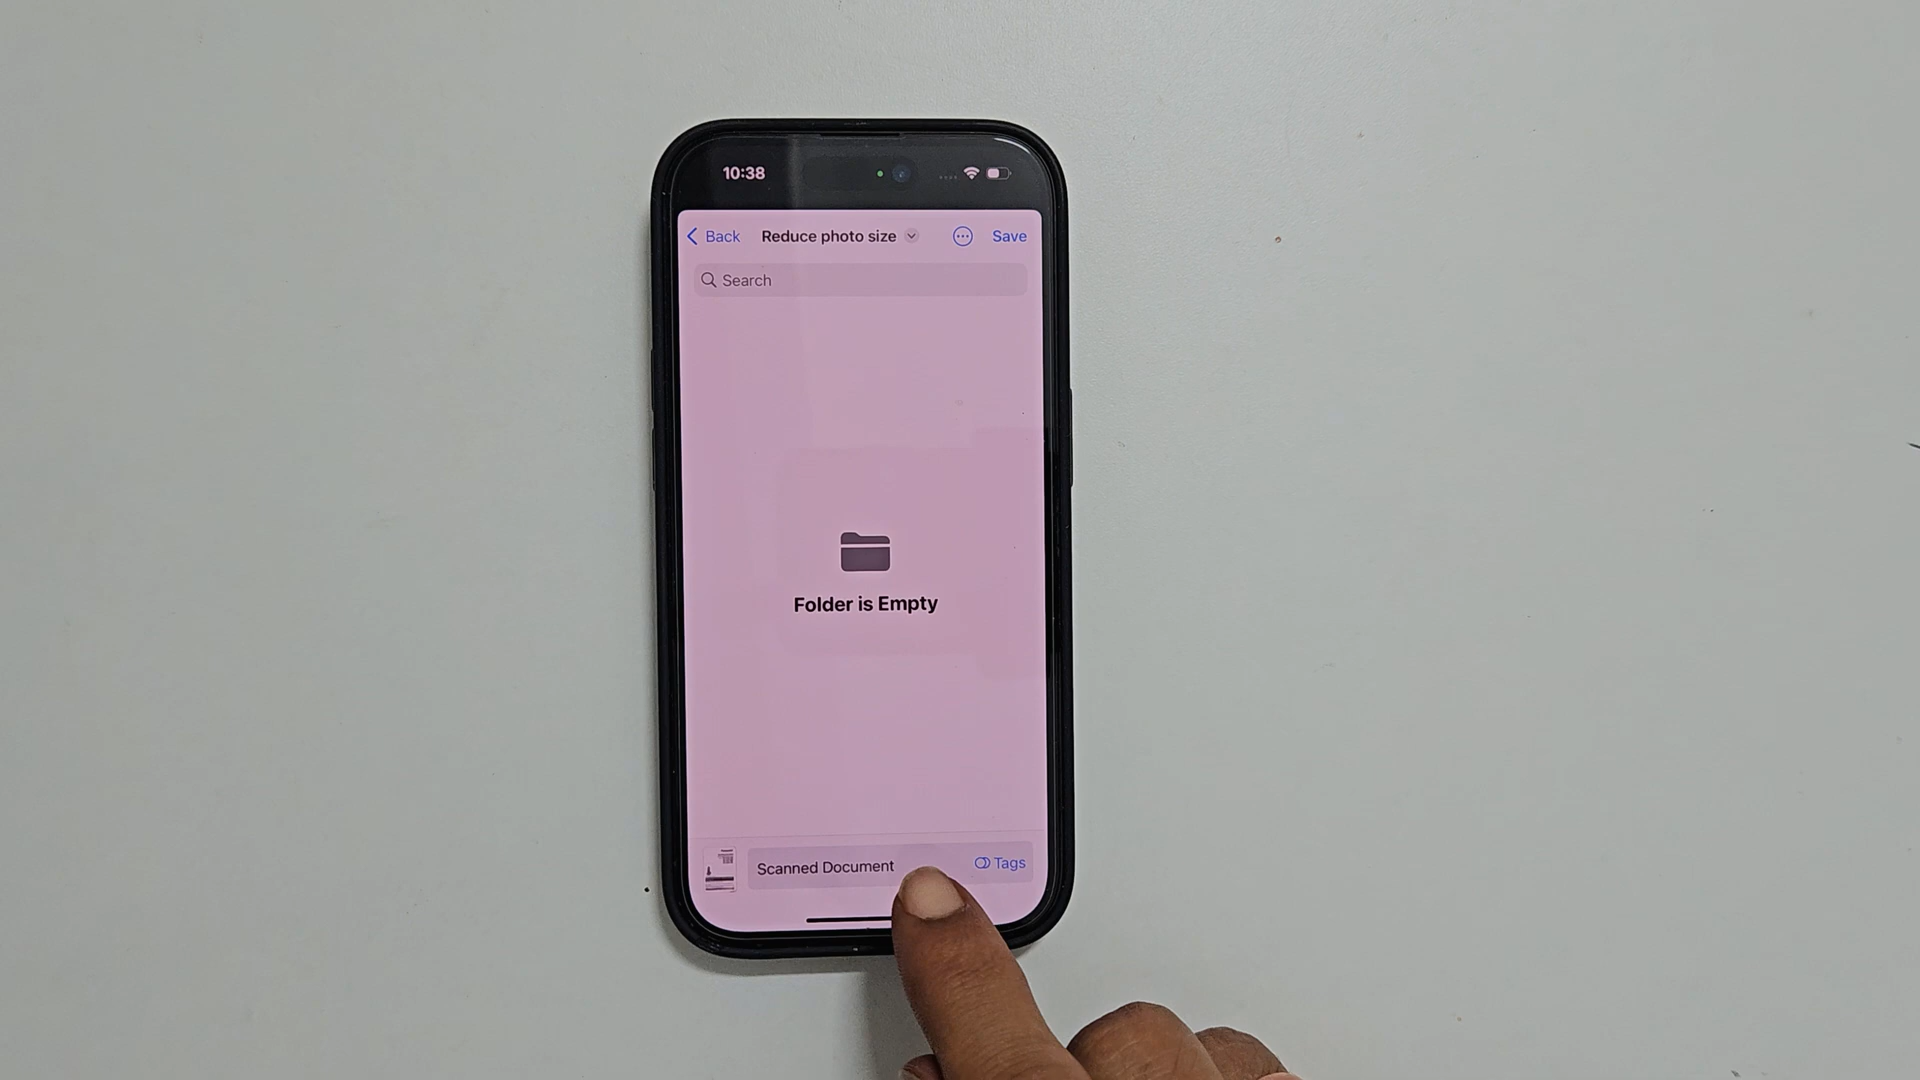 10:38
Back Reduce photo size Save
Search
Folder is Empty
Scanned Document Tags